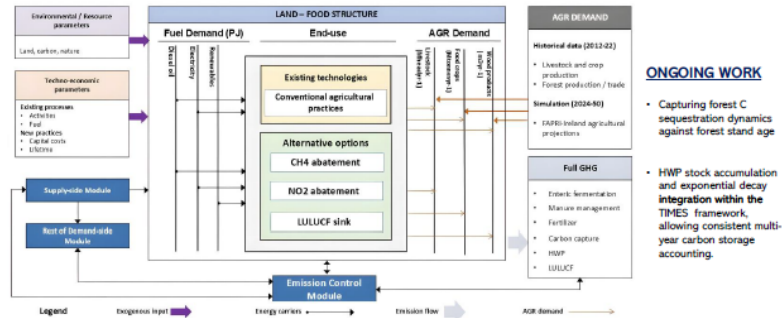 LAND – FOOD STRUCTURE
Environmental / Resource
parameters
Land, carbon, nature
Techno-economic
parameters
Existing processes
• Activities
• Fuel
New practices
• Capital costs
• Lifetime
Supply-side Module
Rest of Demand-side
Module
Fuel Demand (PJ)
End-use
AGR Demand
Diesel oil
Electricity
Renewables
Existing technologies
Conventional agricultural
practices
Alternative options
CH4 abatement
NO2 abatement
LULUCF sink
Livestock
Food crops
Wood products
Emission Control
Module
AGR DEMAND
Historical data (2012-22)
• Livestock and crop
production
• Forest production / trade
Simulation (2024-50)
• FAPRI-Ireland agricultural
projections
Full GHG
• Enteric fermentation
• Manure management
• Fertilizer
• Carbon capture
• HWP
• LULUCF
ONGOING WORK
• Capturing forest C
sequestration dynamics
against forest stand age
• HWP stock accumulation
and exponential decay
integration within the
TIMES framework,
allowing consistent multi-
year carbon storage
accounting.
Legend
Exogenous input
Energy carriers
Emission flow
AGR demand